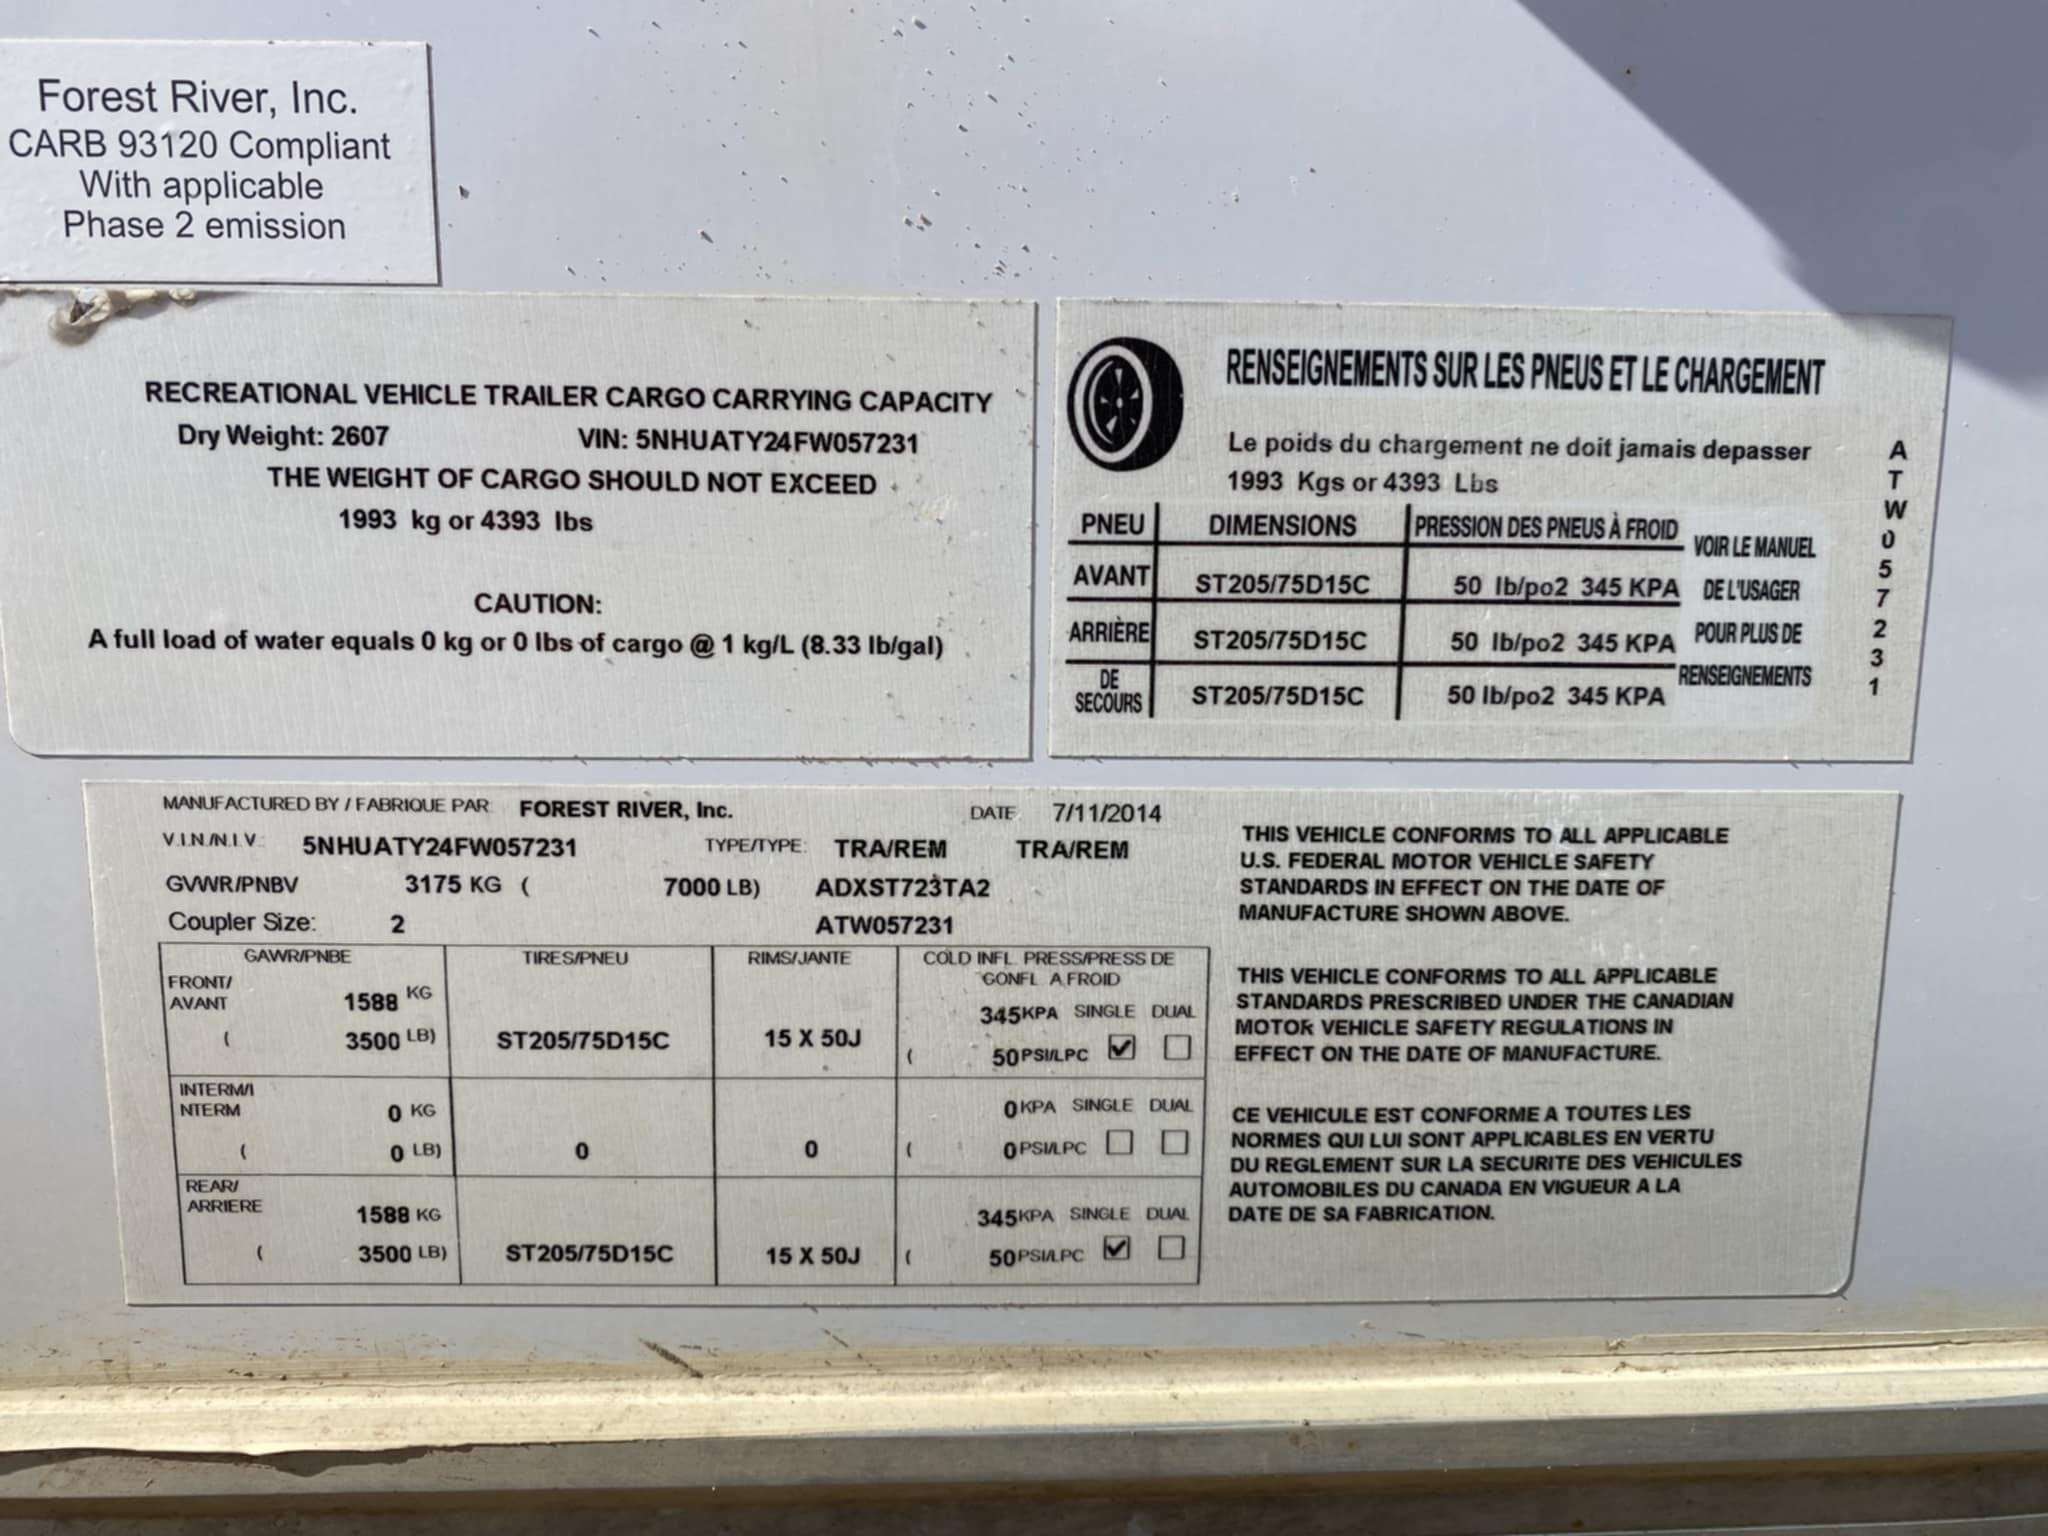 Forest River, Inc.
CARB 93120 Compliant
With applicable
Phase 2 emission
RECREATIONAL VEHICLE TRAILER CARGO CARRYING CAPACITY
Dry Weight: 2607 VIN: 5NHUATY24FW057231
THE WEIGHT OF CARGO SHOULD NOT EXCEED
1993 kg or 4393 lbs
CAUTION:
A full load of water equals 0 kg or 0 lbs of cargo @ 1 kg/L (8.33 lb/gal)
RENSEIGNEMENTS SUR LES PNEUS ET LE CHARGEMENT
Le poids du chargement ne doit jamais depasser
1993 Kgs or 4393 Lbs
PNEU DIMENSIONS PRESSION DES PNEUS À FROID
AVANT ST205/75D15C 50 lb/po2 345 KPA
ARRIÈRE ST205/75D15C 50 lb/po2 345 KPA
DE
SECOURS ST205/75D15C 50 lb/po2 345 KPA
VOIR LE MANUEL
DE L'USAGER
POUR PLUS DE
RENSEIGNEMENTS
ATW057231
MANUFACTURED BY / FABRIQUE PAR: FOREST RIVER, Inc. DATE: 7/11/2014
V.I.N./N.I.V.: 5NHUATY24FW057231 TYPE/TYPE: TRA/REM TRA/REM
GVWR/PNBV 3175 KG ( 7000 LB) ADXST723TA2
Coupler Size: 2 ATW057231
GAWR/PNBE TIRES/PNEU RIMS/JANTE COLD INFL. PRESS/PRESS DE
GONFL. A FROID
FRONT/
AVANT 1588 KG 345 KPA SINGLE DUAL
( 3500 LB) ST205/75D15C 15 X 50J ( 50 PSI/LPC
INTERM/I
NTERM 0 KG 0 KPA SINGLE DUAL
( 0 LB) 0 0 ( 0 PSI/LPC
REAR/
ARRIERE 1588 KG 345 KPA SINGLE DUAL
( 3500 LB) ST205/75D15C 15 X 50J ( 50 PSI/LPC
THIS VEHICLE CONFORMS TO ALL APPLICABLE
U.S. FEDERAL MOTOR VEHICLE SAFETY
STANDARDS IN EFFECT ON THE DATE OF
MANUFACTURE SHOWN ABOVE.
THIS VEHICLE CONFORMS TO ALL APPLICABLE
STANDARDS PRESCRIBED UNDER THE CANADIAN
MOTOR VEHICLE SAFETY REGULATIONS IN
EFFECT ON THE DATE OF MANUFACTURE.
CE VEHICULE EST CONFORME A TOUTES LES
NORMES QUI LUI SONT APPLICABLES EN VERTU
DU REGLEMENT SUR LA SECURITE DES VEHICULES
AUTOMOBILES DU CANADA EN VIGUEUR A LA
DATE DE SA FABRICATION.